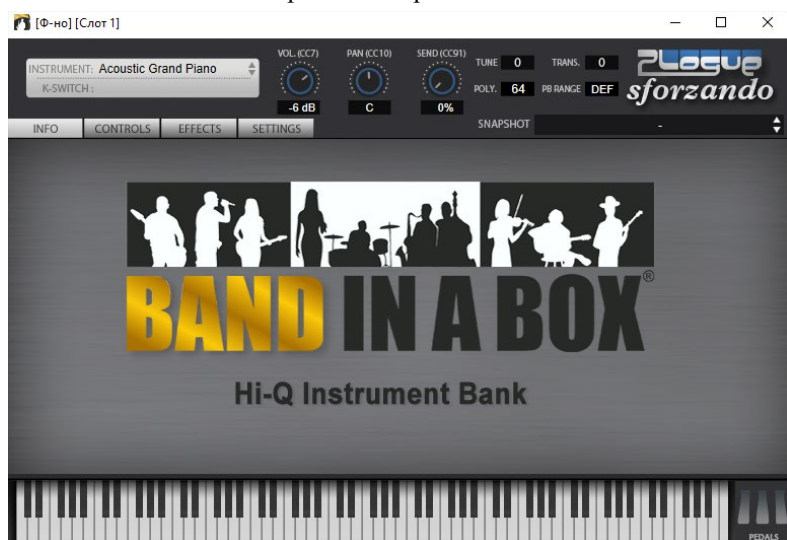 [Ф-но] [Слот 1]
INSTRUMENT: Acoustic Grand Piano
K-SWITCH :
VOL. (CC7)
-6 dB
PAN (CC10)
C
SEND (CC91)
0%
TUNE 0 TRANS. 0
POLY. 64 PB RANGE DEF
PLOGUE
sforzando
INFO CONTROLS EFFECTS SETTINGS
SNAPSHOT -
BAND IN A BOX®
Hi-Q Instrument Bank
PEDALS